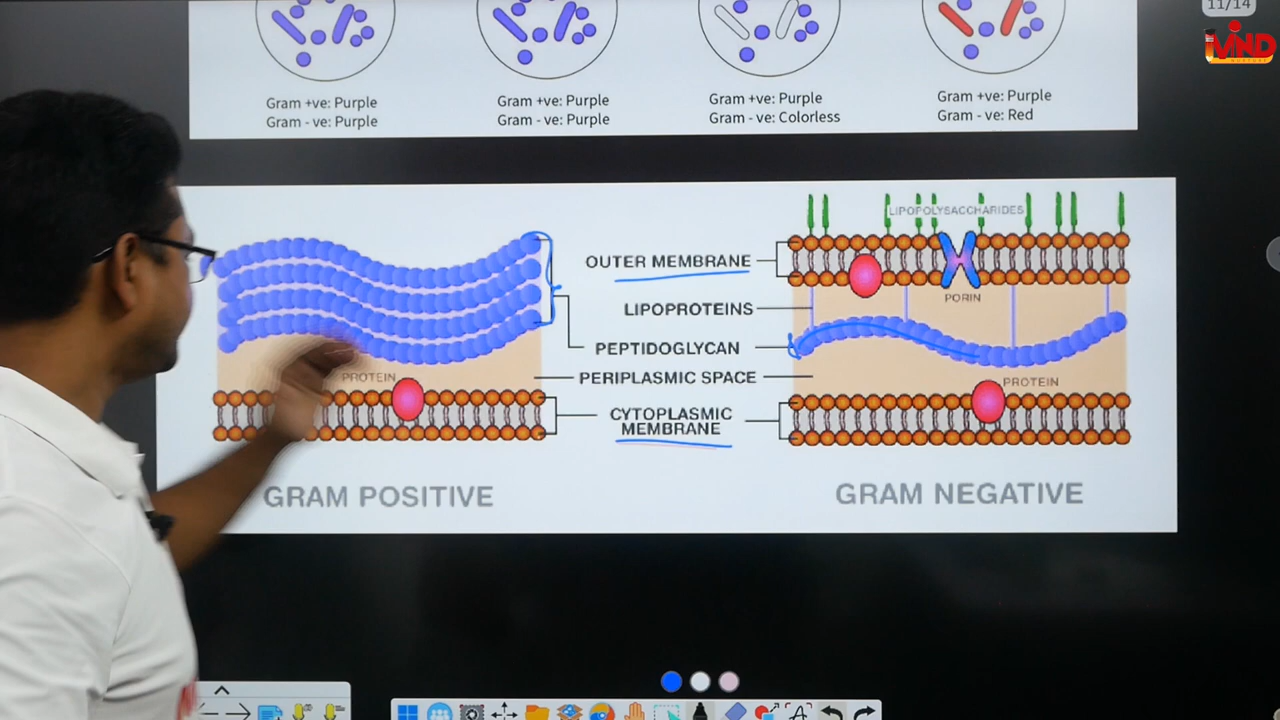 11/14
iMIND
Gram +ve: Purple
Gram - ve: Purple
Gram +ve: Purple
Gram - ve: Purple
Gram +ve: Purple
Gram - ve: Colorless
Gram +ve: Purple
Gram - ve: Red
LIPOPOLYSACCHARIDES
OUTER MEMBRANE
PORIN
LIPOPROTEINS
PEPTIDOGLYCAN
PERIPLASMIC SPACE
PROTEIN
PROTEIN
CYTOPLASMIC
MEMBRANE
GRAM POSITIVE
GRAM NEGATIVE